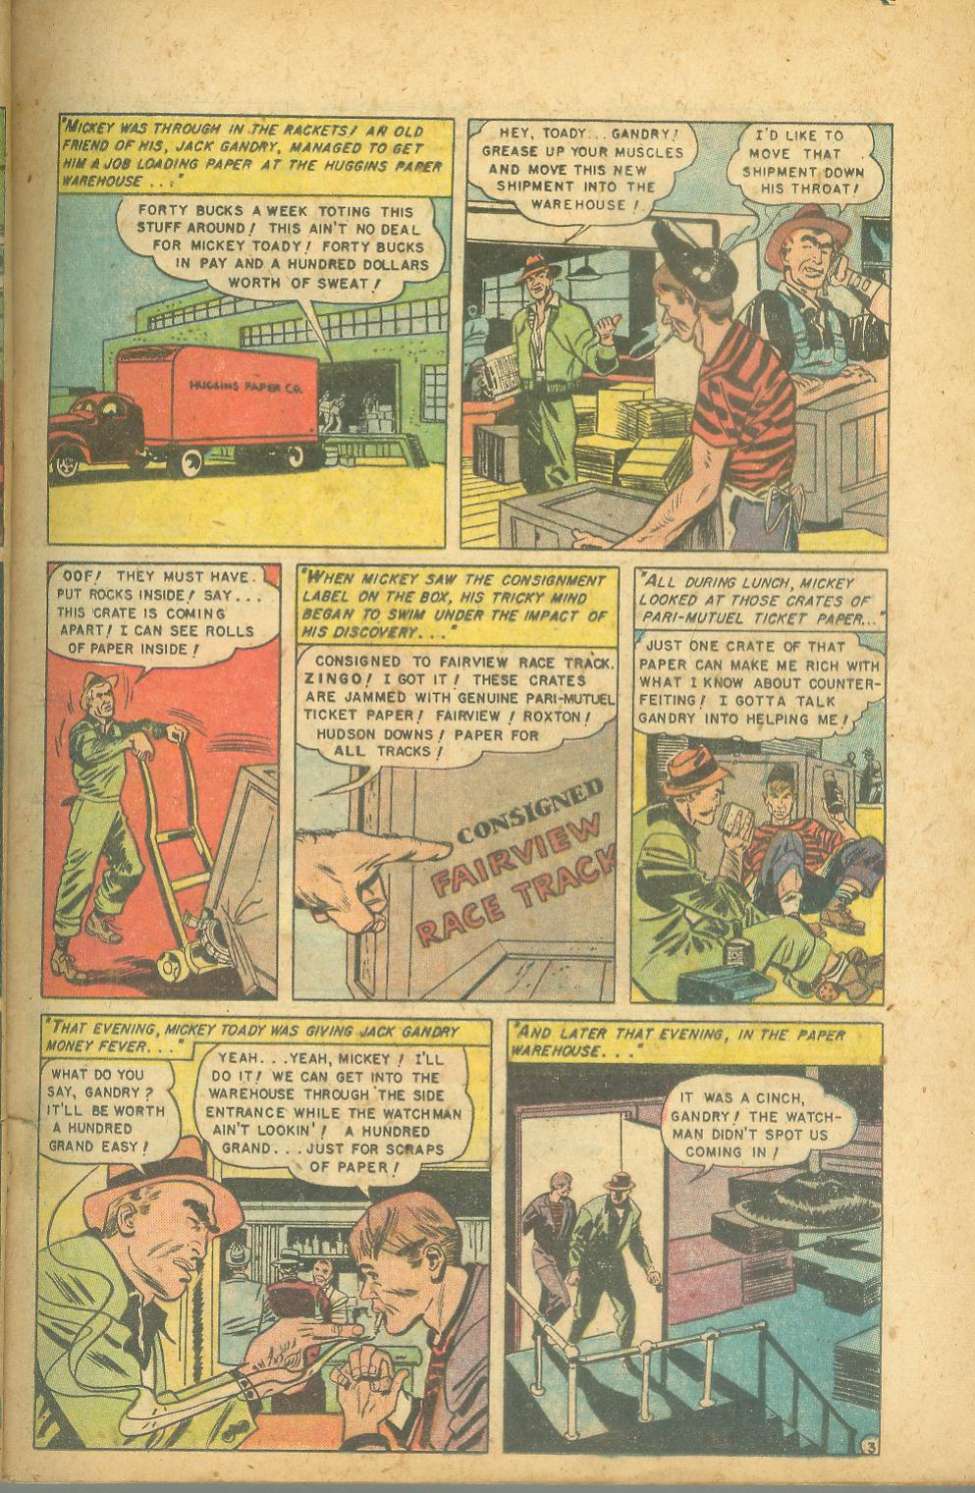 "MICKEY WAS THROUGH IN THE RACKETS! AN OLD
FRIEND OF HIS, JACK GANDRY, MANAGED TO GET
HIM A JOB LOADING PAPER AT THE HUGGINS PAPER
WAREHOUSE..."
FORTY BUCKS A WEEK TOTING THIS
STUFF AROUND! THIS AIN'T NO DEAL
FOR MICKEY TOADY! FORTY BUCKS
IN PAY AND A HUNDRED DOLLARS
WORTH OF SWEAT!
HUGGINS PAPER CO.
HEY, TOADY...GANDRY!
GREASE UP YOUR MUSCLES
AND MOVE THIS NEW
SHIPMENT INTO THE
WAREHOUSE!
I'D LIKE TO
MOVE THAT
SHIPMENT DOWN
HIS THROAT!
OOF! THEY MUST HAVE
PUT ROCKS INSIDE! SAY...
THIS CRATE IS COMING
APART! I CAN SEE ROLLS
OF PAPER INSIDE!
"WHEN MICKEY SAW THE CONSIGNMENT
LABEL ON THE BOX, HIS TRICKY MIND
BEGAN TO SWIM UNDER THE IMPACT OF
HIS DISCOVERY..."
CONSIGNED TO FAIRVIEW RACE TRACK.
ZINGO! I GOT IT! THESE CRATES
ARE JAMMED WITH GENUINE PARI-MUTUEL
TICKET PAPER! FAIRVIEW! ROXTON!
HUDSON DOWNS! PAPER FOR
ALL TRACKS!
CONSIGNED
FAIRVIEW
RACE TRACK
"ALL DURING LUNCH, MICKEY
LOOKED AT THOSE CRATES OF
PARI-MUTUEL TICKET PAPER..."
JUST ONE CRATE OF THAT
PAPER CAN MAKE ME RICH WITH
WHAT I KNOW ABOUT COUNTER-
FEITING! I GOTTA TALK
GANDRY INTO HELPING ME!
"THAT EVENING, MICKEY TOADY WAS GIVING JACK GANDRY
MONEY FEVER..."
WHAT DO YOU
SAY, GANDRY?
IT'LL BE WORTH
A HUNDRED
GRAND EASY!
YEAH...YEAH, MICKEY! I'LL
DO IT! WE CAN GET INTO THE
WAREHOUSE THROUGH THE SIDE
ENTRANCE WHILE THE WATCHMAN
AIN'T LOOKIN'! A HUNDRED
GRAND...JUST FOR SCRAPS
OF PAPER!
"AND LATER THAT EVENING, IN THE PAPER
WAREHOUSE..."
IT WAS A CINCH,
GANDRY! THE WATCH-
MAN DIDN'T SPOT US
COMING IN!
3